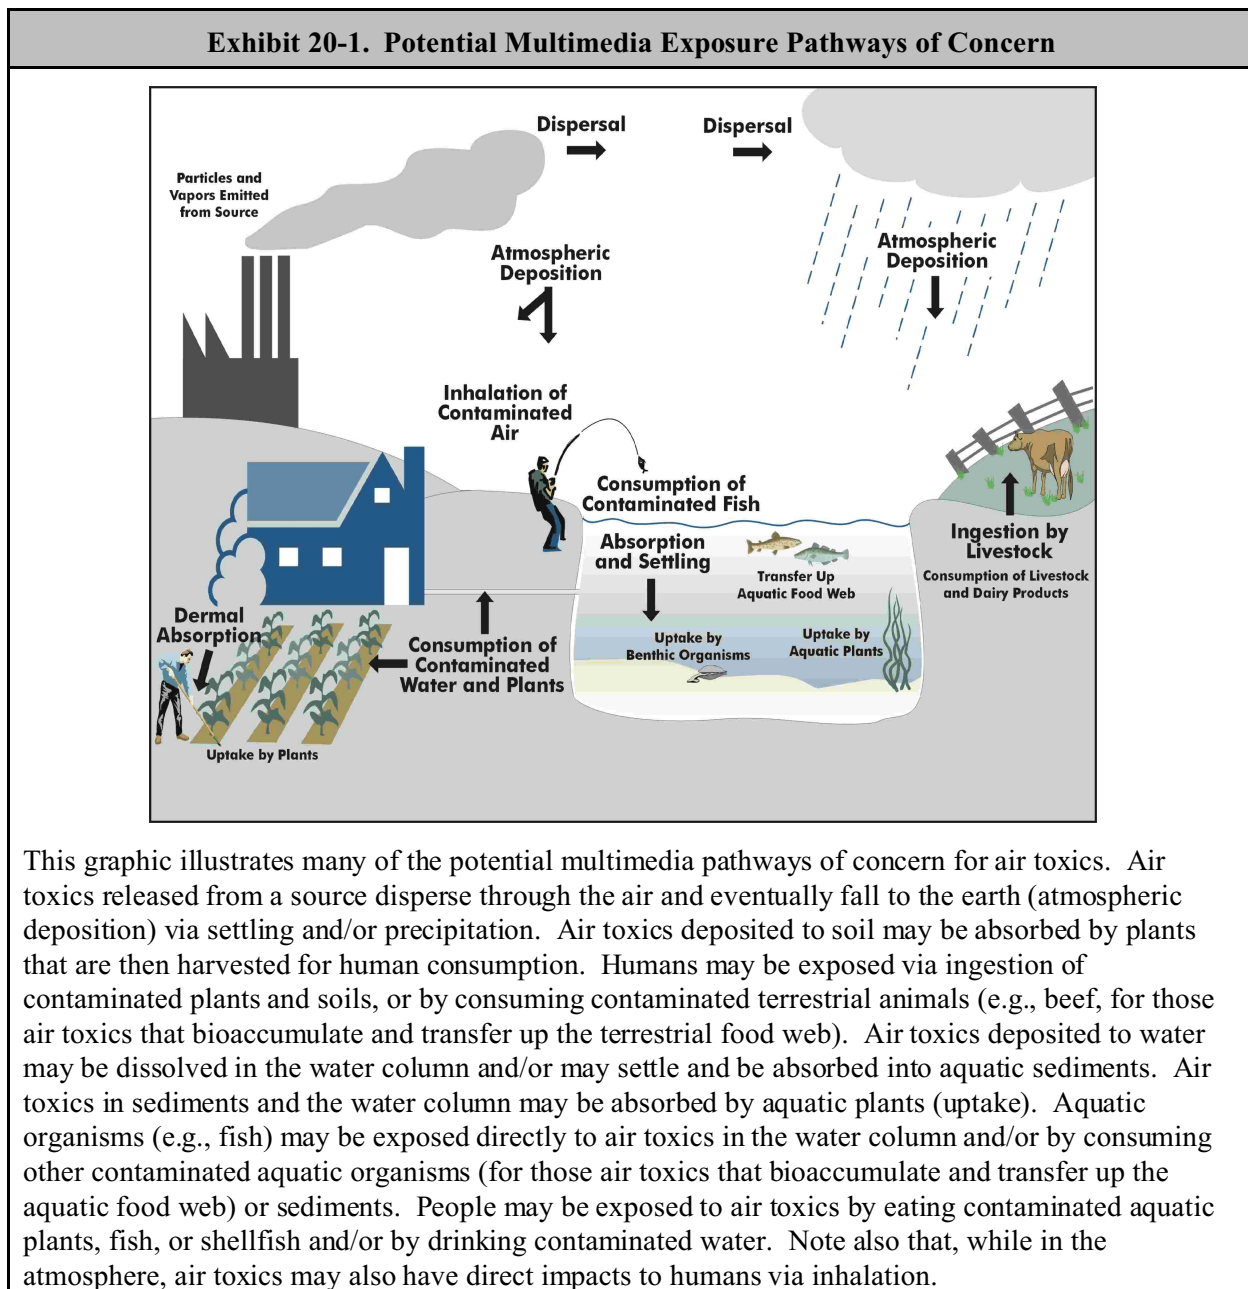 Exhibit 20-1.  Potential Multimedia Exposure Pathways of Concern
Dispersal
Dispersal
Particles and
Vapors Emitted
from Source
Atmospheric
Deposition
Atmospheric
Deposition
Inhalation of
Contaminated
Air
Consumption of
Contaminated Fish
Absorption
and Settling
Transfer Up
Aquatic Food Web
Ingestion by
Livestock
Consumption of Livestock
and Dairy Products
Dermal
Absorption
Consumption of
Contaminated
Water and Plants
Uptake by
Benthic Organisms
Uptake by
Aquatic Plants
Uptake by Plants
This graphic illustrates many of the potential multimedia pathways of concern for air toxics.  Air
toxics released from a source disperse through the air and eventually fall to the earth (atmospheric
deposition) via settling and/or precipitation.  Air toxics deposited to soil may be absorbed by plants
that are then harvested for human consumption.  Humans may be exposed via ingestion of
contaminated plants and soils, or by consuming contaminated terrestrial animals (e.g., beef, for those
air toxics that bioaccumulate and transfer up the terrestrial food web).  Air toxics deposited to water
may be dissolved in the water column and/or may settle and be absorbed into aquatic sediments.  Air
toxics in sediments and the water column may be absorbed by aquatic plants (uptake).  Aquatic
organisms (e.g., fish) may be exposed directly to air toxics in the water column and/or by consuming
other contaminated aquatic organisms (for those air toxics that bioaccumulate and transfer up the
aquatic food web) or sediments.  People may be exposed to air toxics by eating contaminated aquatic
plants, fish, or shellfish and/or by drinking contaminated water.  Note also that, while in the
atmosphere, air toxics may also have direct impacts to humans via inhalation.